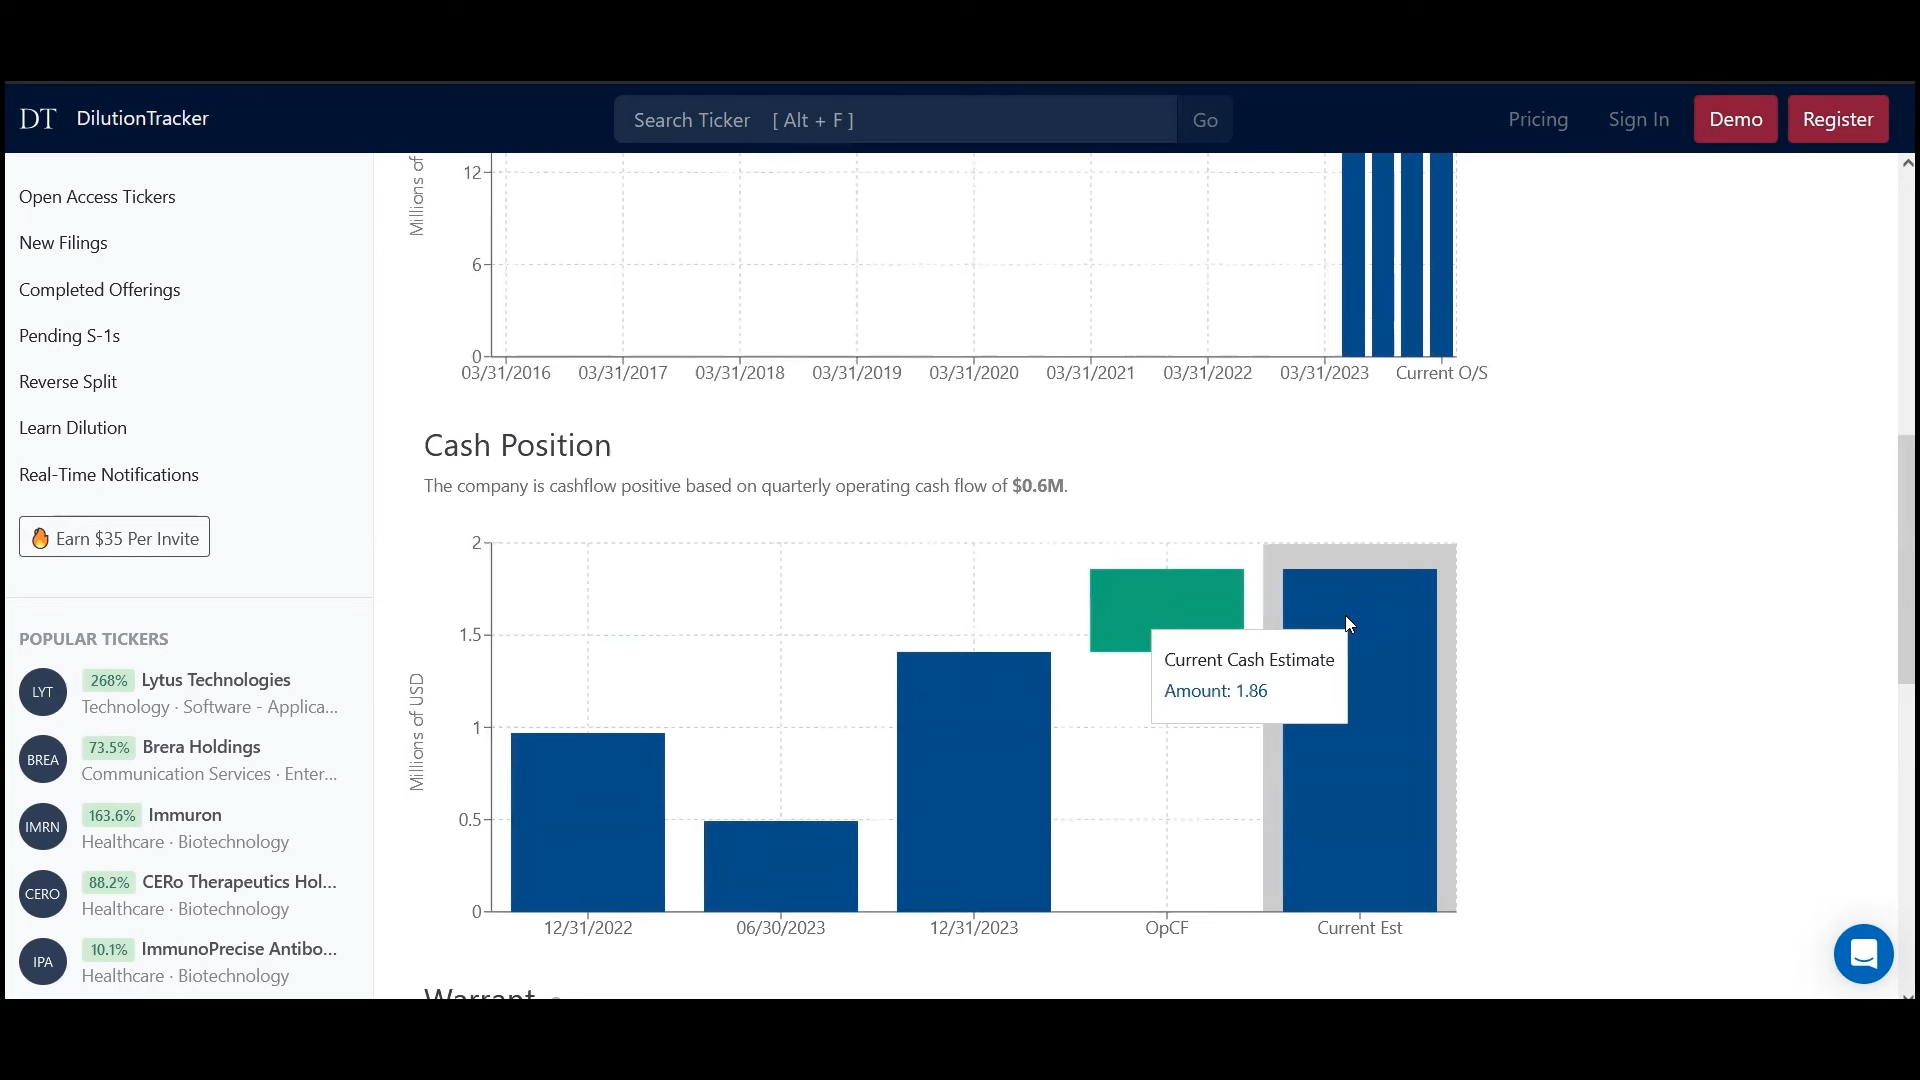 DT DilutionTracker
Search Ticker [ Alt + F ]
Go
Pricing
Sign In
Demo
Register
Open Access Tickers
New Filings
Completed Offerings
Pending S-1s
Reverse Split
Learn Dilution
Real-Time Notifications
🔥 Earn $35 Per Invite
POPULAR TICKERS
LYT
268% Lytus Technologies
Technology · Software - Applica...
BREA
73.5% Brera Holdings
Communication Services · Enter...
IMRN
163.6% Immuron
Healthcare · Biotechnology
CERO
88.2% CERo Therapeutics Hol...
Healthcare · Biotechnology
IPA
10.1% ImmunoPrecise Antibo...
Healthcare · Biotechnology
Millions of
12
6
0
03/31/2016 03/31/2017 03/31/2018 03/31/2019 03/31/2020 03/31/2021 03/31/2022 03/31/2023 Current O/S
Cash Position
The company is cashflow positive based on quarterly operating cash flow of $0.6M.
Millions of USD
2
1.5
1
0.5
0
Current Cash Estimate
Amount: 1.86
12/31/2022 06/30/2023 12/31/2023 OpCF Current Est
Warrant